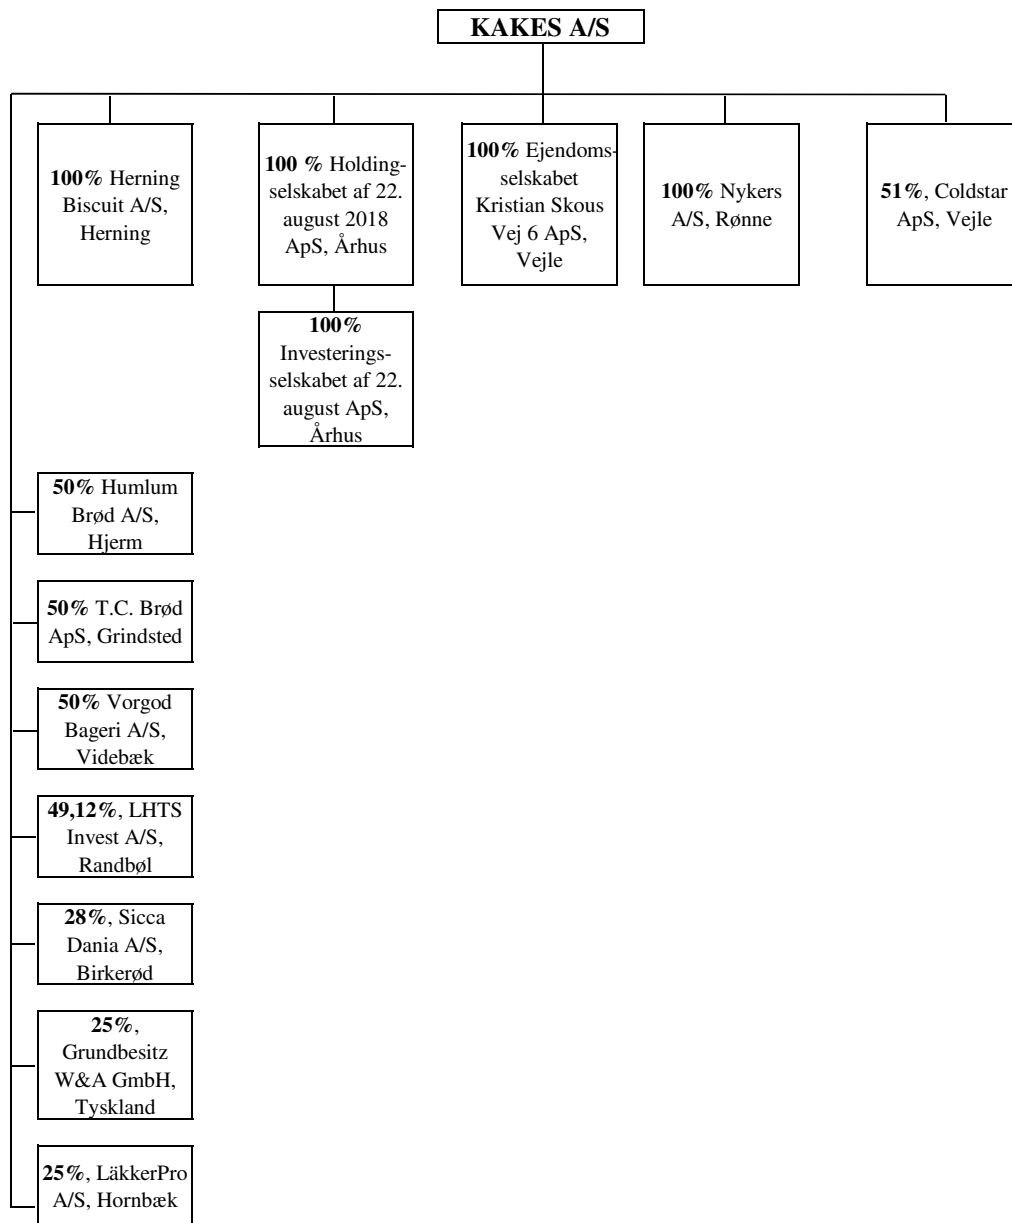 KAKES A/S
100% Herning
Biscuit A/S,
Herning
100 % Holding-
selskabet af 22.
august 2018
ApS, Århus
100% Ejendoms-
selskabet
Kristian Skous
Vej 6 ApS,
Vejle
100% Nykers
A/S, Rønne
51%, Coldstar
ApS, Vejle
100%
Investerings-
selskabet af 22.
august ApS,
Århus
50% Humlum
Brød A/S,
Hjerm
50% T.C. Brød
ApS, Grindsted
50% Vorgod
Bageri A/S,
Videbæk
49,12%, LHTS
Invest A/S,
Randbøl
28%, Sicca
Dania A/S,
Birkerød
25%,
Grundbesitz
W&A GmbH,
Tyskland
25%, LäkkerPro
A/S, Hornbæk